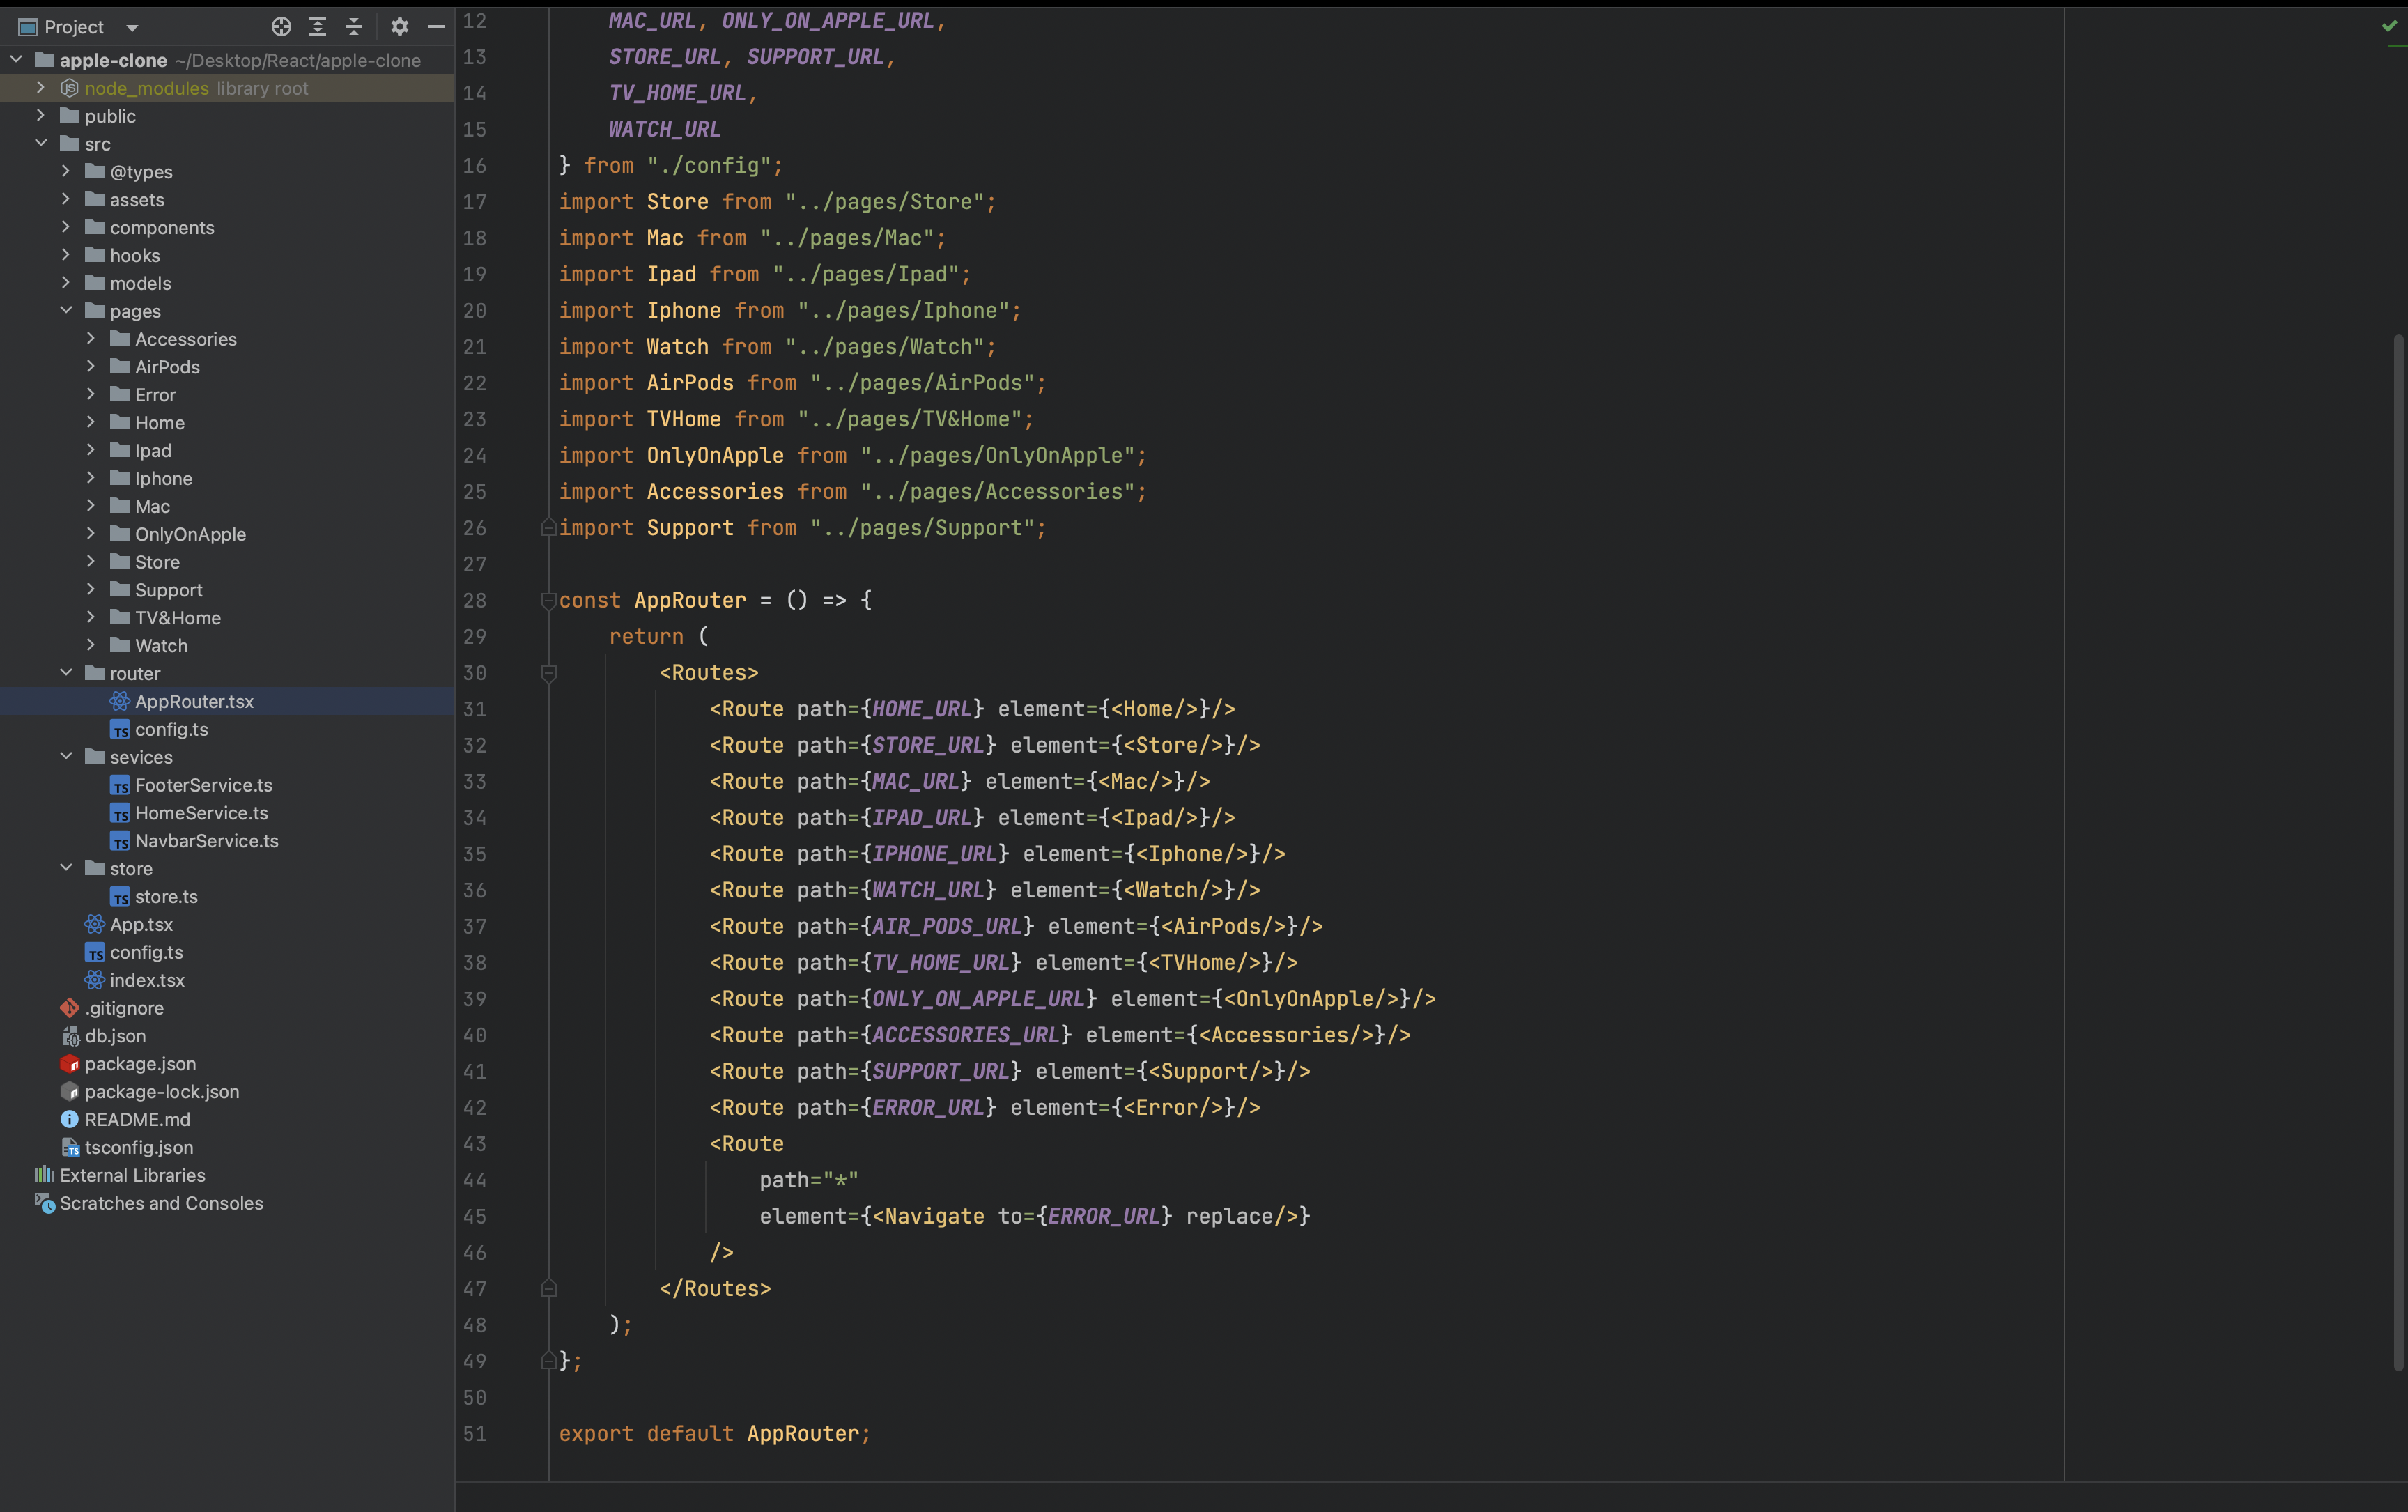 Project
apple-clone ~/Desktop/React/apple-clone
node_modules library root
public
src
@types
assets
components
hooks
models
pages
Accessories
AirPods
Error
Home
Ipad
Iphone
Mac
OnlyOnApple
Store
Support
TV&Home
Watch
router
AppRouter.tsx
config.ts
sevices
FooterService.ts
HomeService.ts
NavbarService.ts
store
store.ts
App.tsx
config.ts
index.tsx
.gitignore
db.json
package.json
package-lock.json
README.md
tsconfig.json
External Libraries
Scratches and Consoles
12 MAC_URL, ONLY_ON_APPLE_URL,
13 STORE_URL, SUPPORT_URL,
14 TV_HOME_URL,
15 WATCH_URL
16 } from "./config";
17 import Store from "../pages/Store";
18 import Mac from "../pages/Mac";
19 import Ipad from "../pages/Ipad";
20 import Iphone from "../pages/Iphone";
21 import Watch from "../pages/Watch";
22 import AirPods from "../pages/AirPods";
23 import TVHome from "../pages/TV&Home";
24 import OnlyOnApple from "../pages/OnlyOnApple";
25 import Accessories from "../pages/Accessories";
26 import Support from "../pages/Support";
27
28 const AppRouter = () => {
29 return (
30 <Routes>
31 <Route path={HOME_URL} element={<Home/>}/>
32 <Route path={STORE_URL} element={<Store/>}/>
33 <Route path={MAC_URL} element={<Mac/>}/>
34 <Route path={IPAD_URL} element={<Ipad/>}/>
35 <Route path={IPHONE_URL} element={<Iphone/>}/>
36 <Route path={WATCH_URL} element={<Watch/>}/>
37 <Route path={AIR_PODS_URL} element={<AirPods/>}/>
38 <Route path={TV_HOME_URL} element={<TVHome/>}/>
39 <Route path={ONLY_ON_APPLE_URL} element={<OnlyOnApple/>}/>
40 <Route path={ACCESSORIES_URL} element={<Accessories/>}/>
41 <Route path={SUPPORT_URL} element={<Support/>}/>
42 <Route path={ERROR_URL} element={<Error/>}/>
43 <Route
44 path="*"
45 element={<Navigate to={ERROR_URL} replace/>}
46 />
47 </Routes>
48 );
49 };
50
51 export default AppRouter;